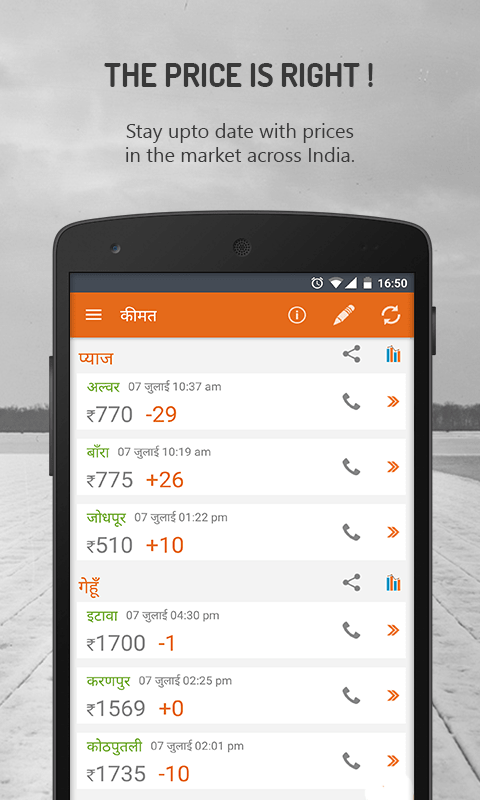 THE PRICE IS RIGHT !
Stay upto date with prices
in the market across India.
16:50
कीमत
प्याज
अल्वर 07 जुलाई 10:37 am
₹770 -29
बाँरा 07 जुलाई 10:19 am
₹775 +26
जोधपूर 07 जुलाई 01:22 pm
₹510 +10
गेहूँ
इटावा 07 जुलाई 04:30 pm
₹1700 -1
करणपुर 07 जुलाई 02:25 pm
₹1569 +0
कोठपुतली 07 जुलाई 02:01 pm
₹1735 -10